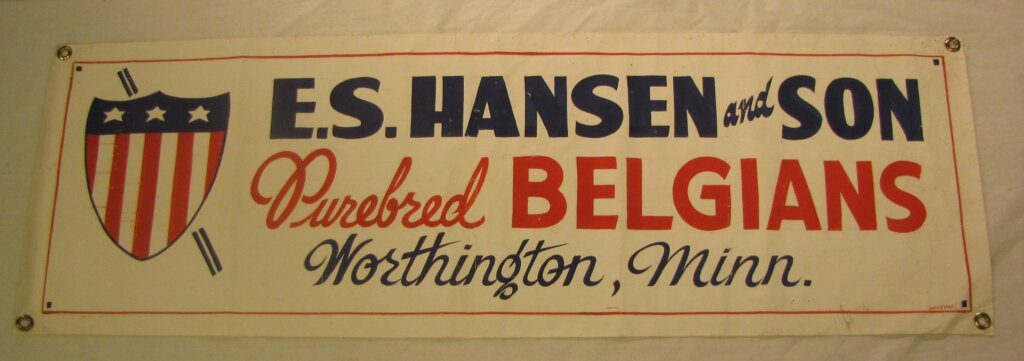 E.S. HANSEN and SON
Purebred BELGIANS
Worthington, Minn.